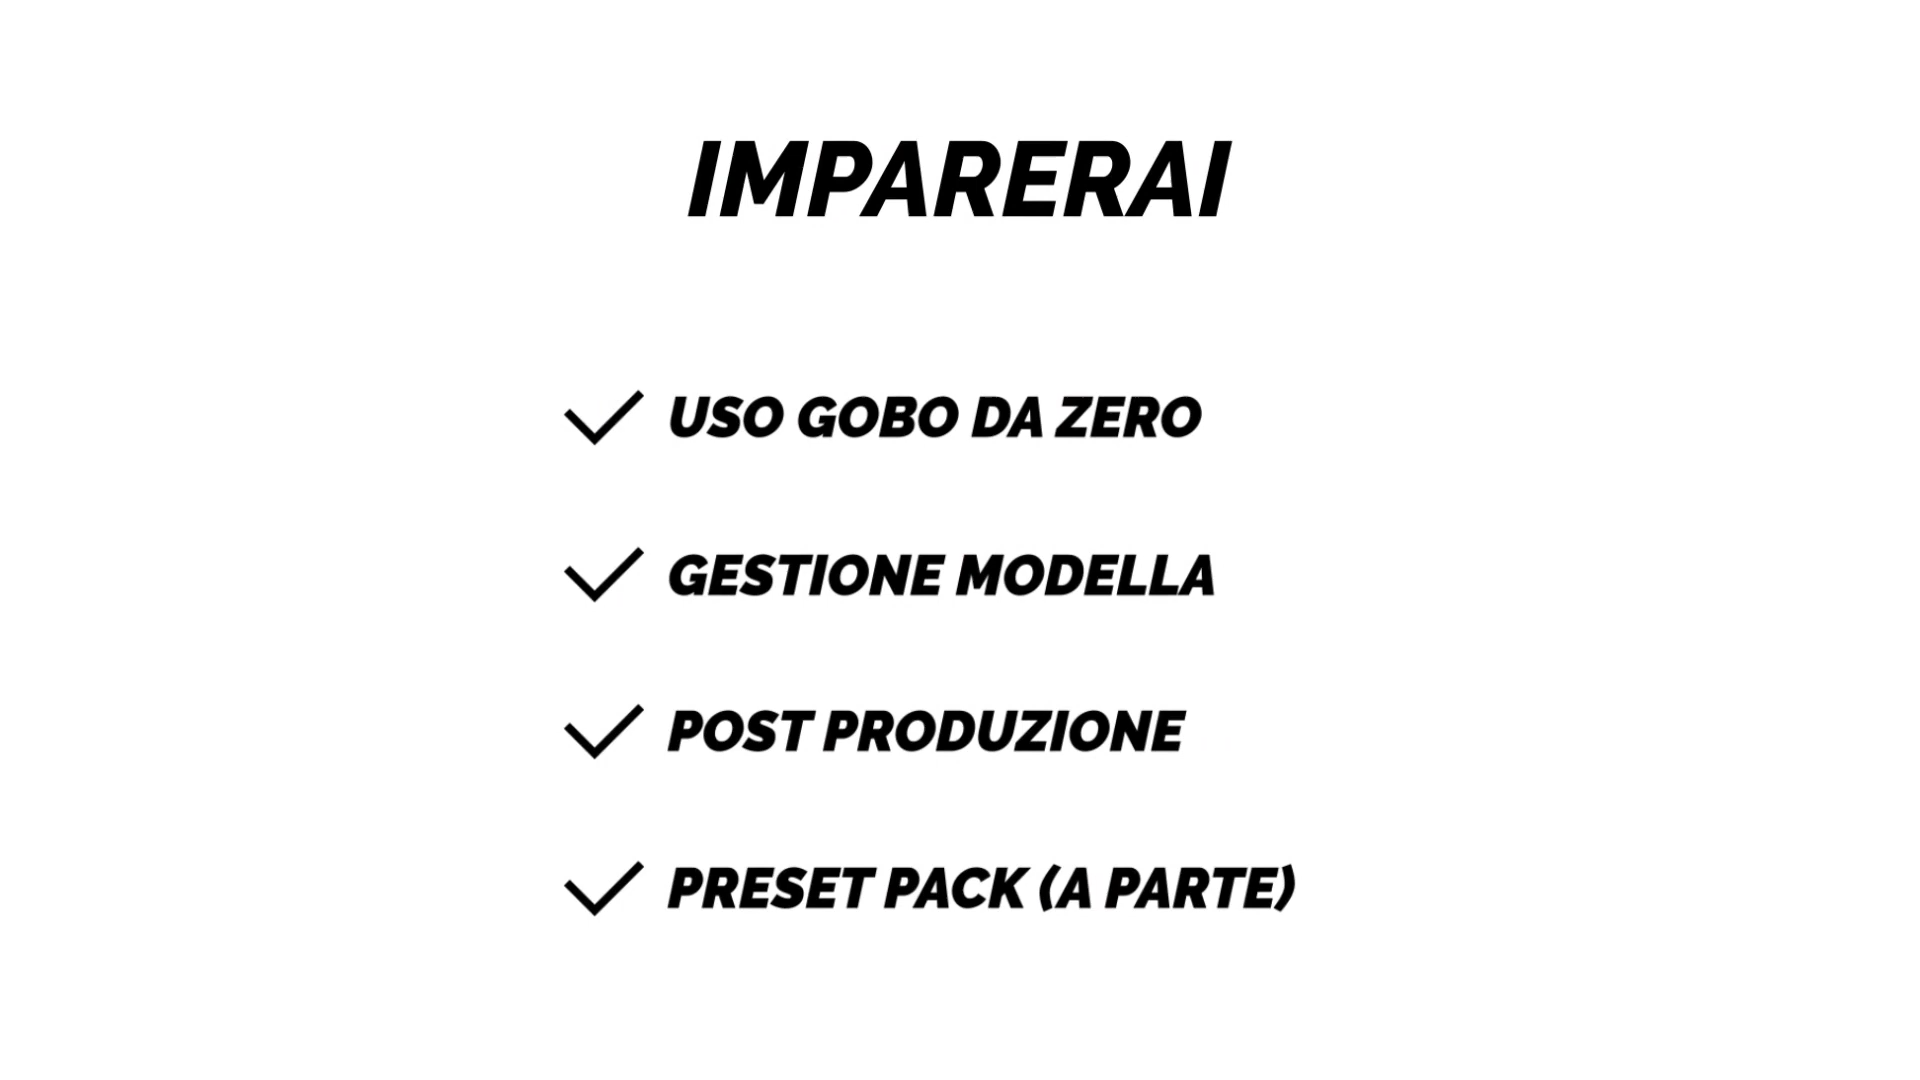 IMPARERAI
USO GOBO DA ZERO
GESTIONE MODELLA
POST PRODUZIONE
PRESET PACK (A PARTE)